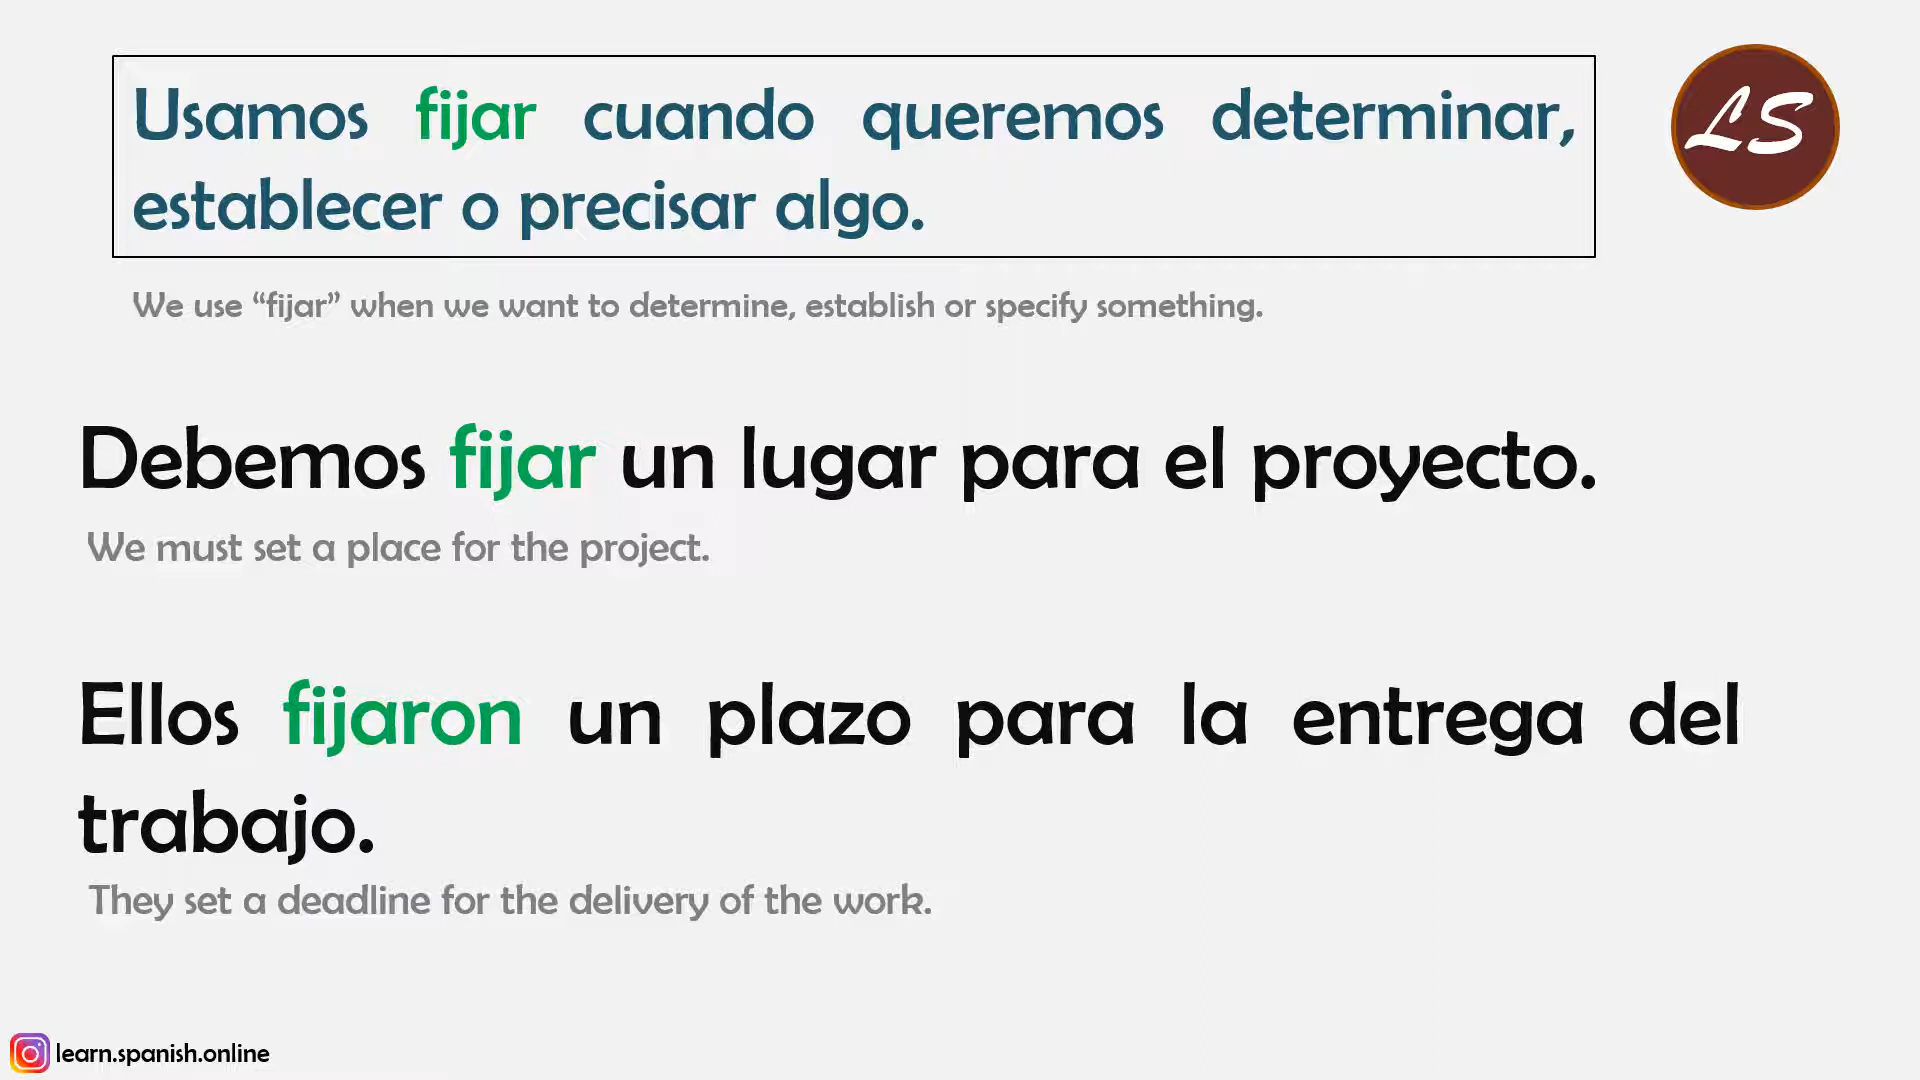 Usamos fijar cuando queremos determinar,
establecer o precisar algo.
LS
We use “fijar” when we want to determine, establish or specify something.
Debemos fijar un lugar para el proyecto.
We must set a place for the project.
Ellos fijaron un plazo para la entrega del
trabajo.
They set a deadline for the delivery of the work.
learn.spanish.online